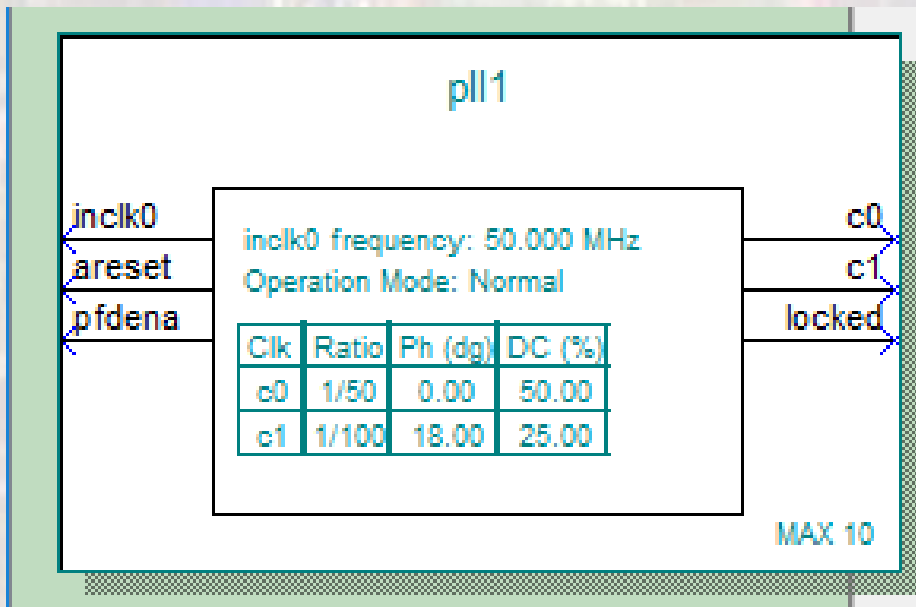 pll1
inclk0
areset
pfdena
inclk0 frequency: 50.000 MHz
Operation Mode: Normal
Clk Ratio Ph (dg) DC (%)
c0 1/50 0.00 50.00
c1 1/100 18.00 25.00
c0
c1
locked
MAX 10